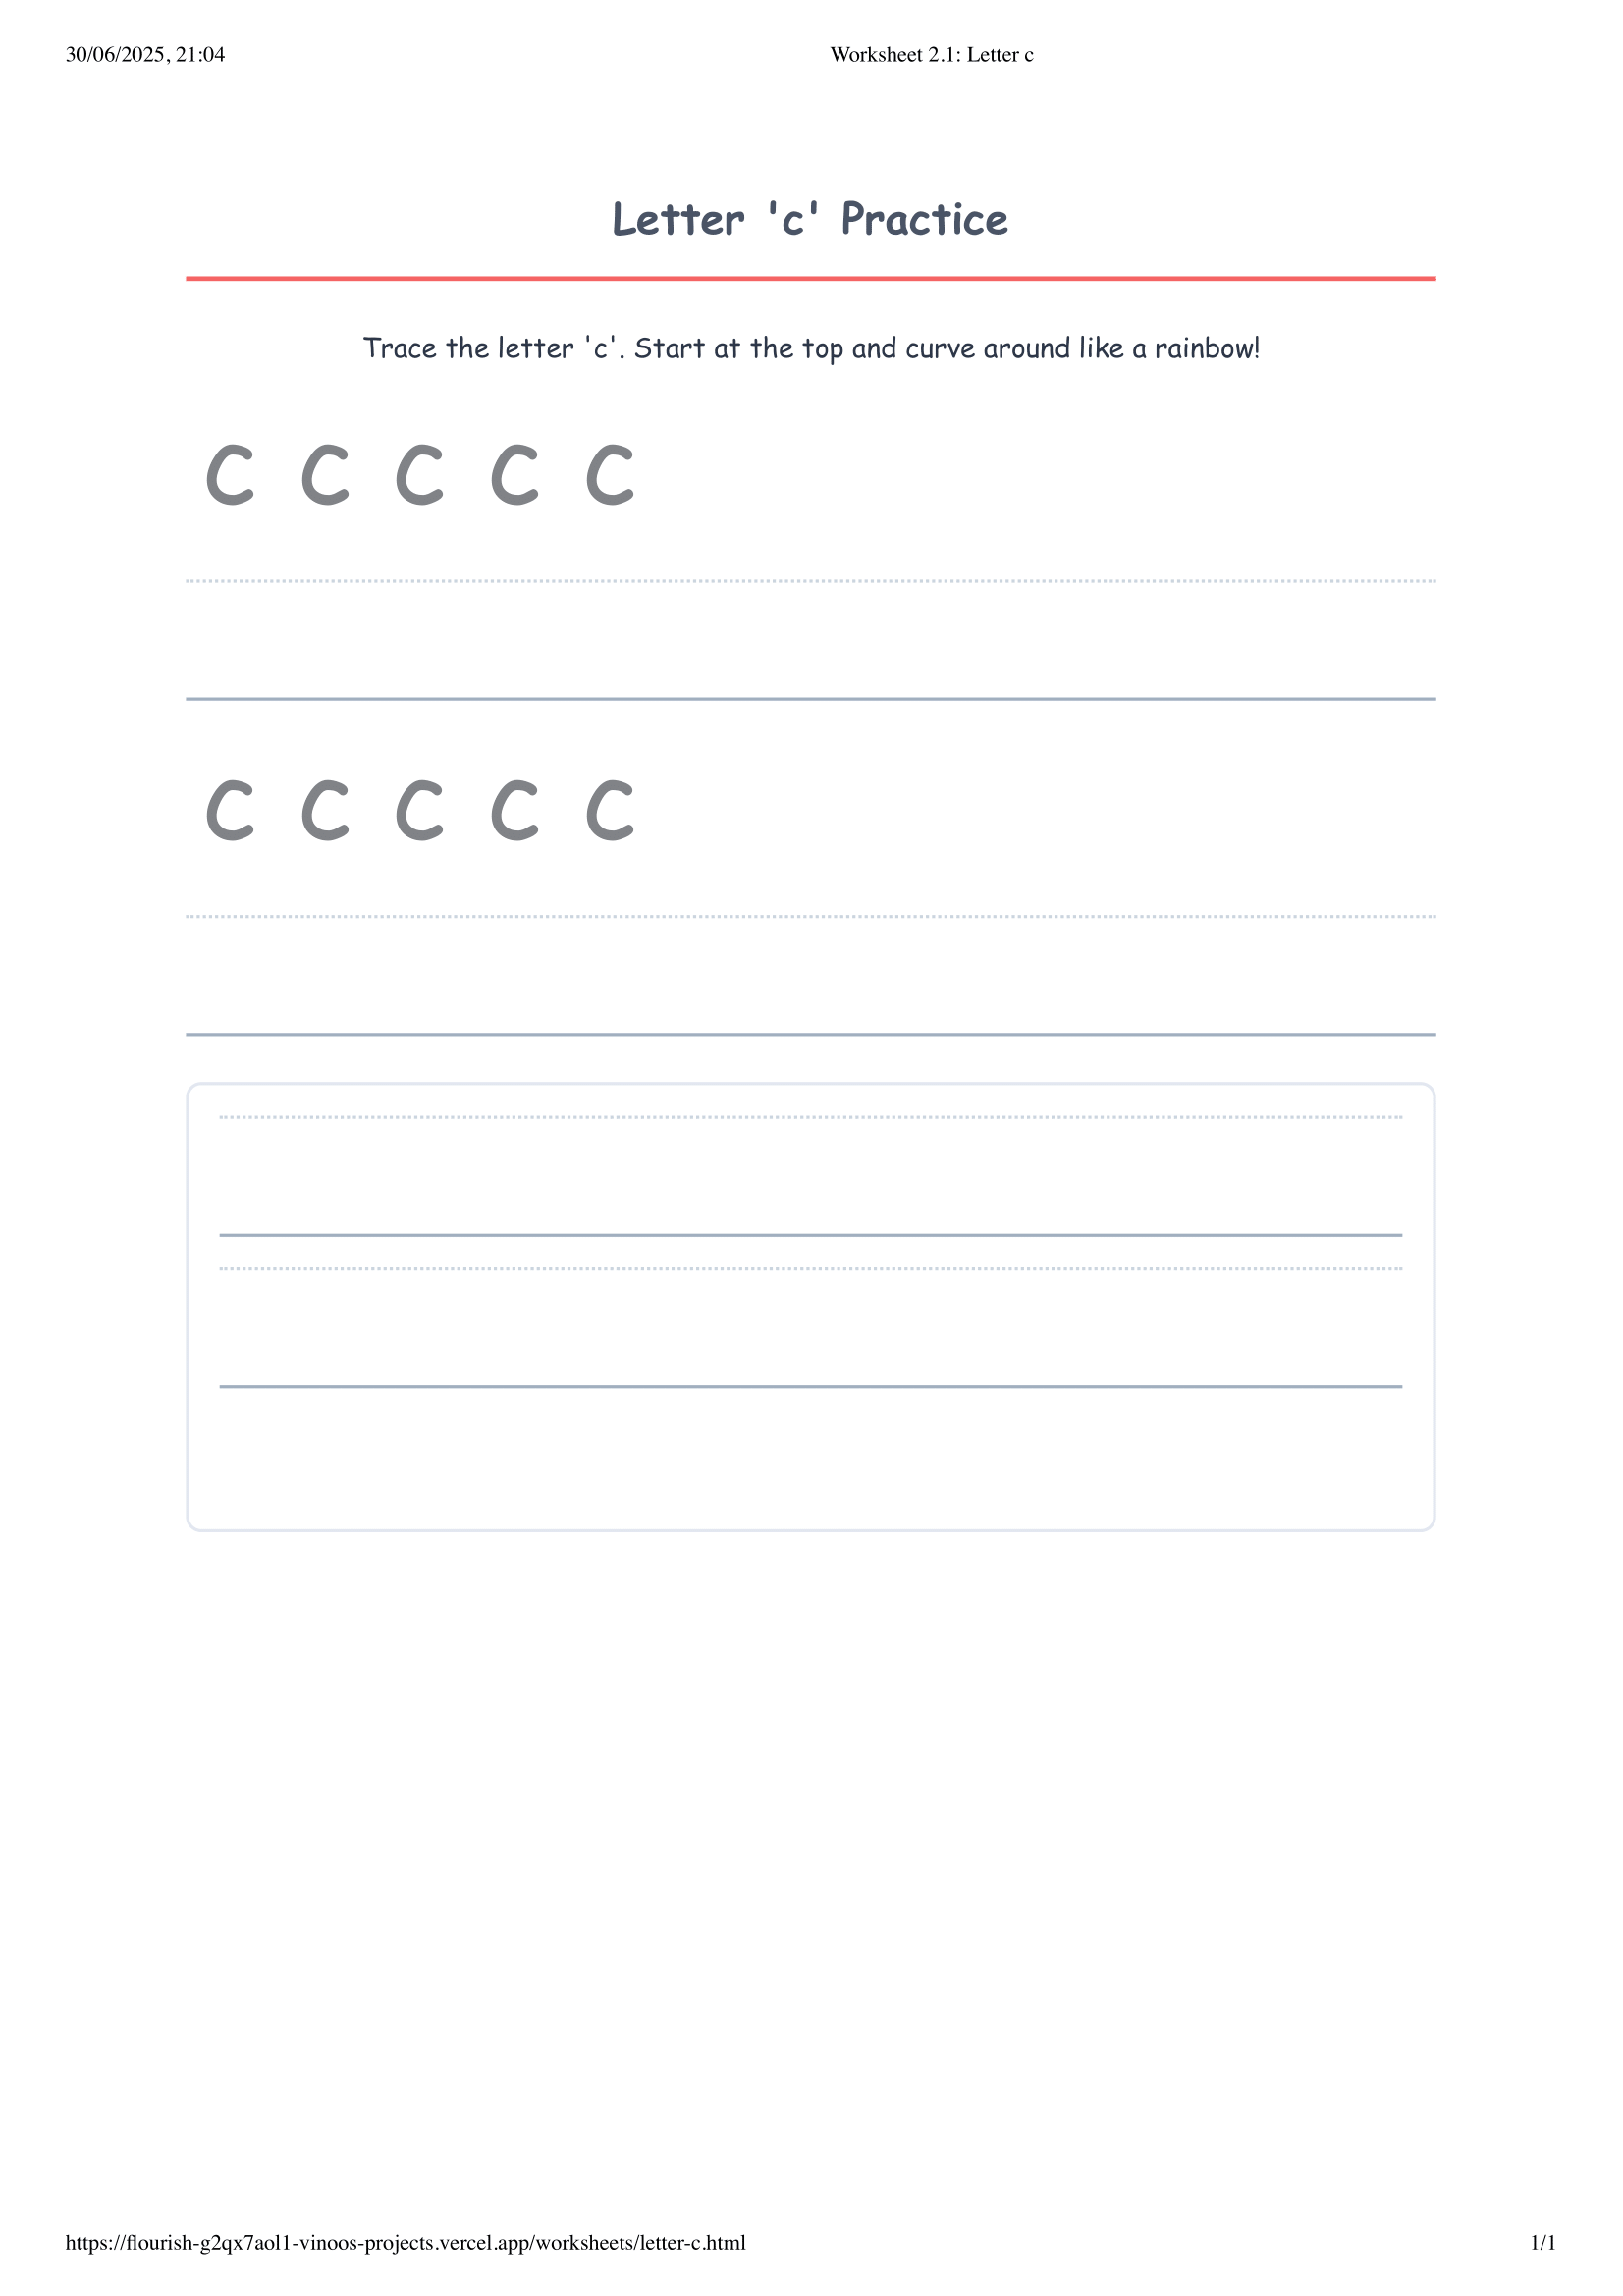 30/06/2025, 21:04 Worksheet 2.1: Letter c
Letter 'c' Practice
Trace the letter 'c'. Start at the top and curve around like a rainbow!
c c c c c
c c c c c
https://flourish-g2qx7aol1-vinoos-projects.vercel.app/worksheets/letter-c.html 1/1